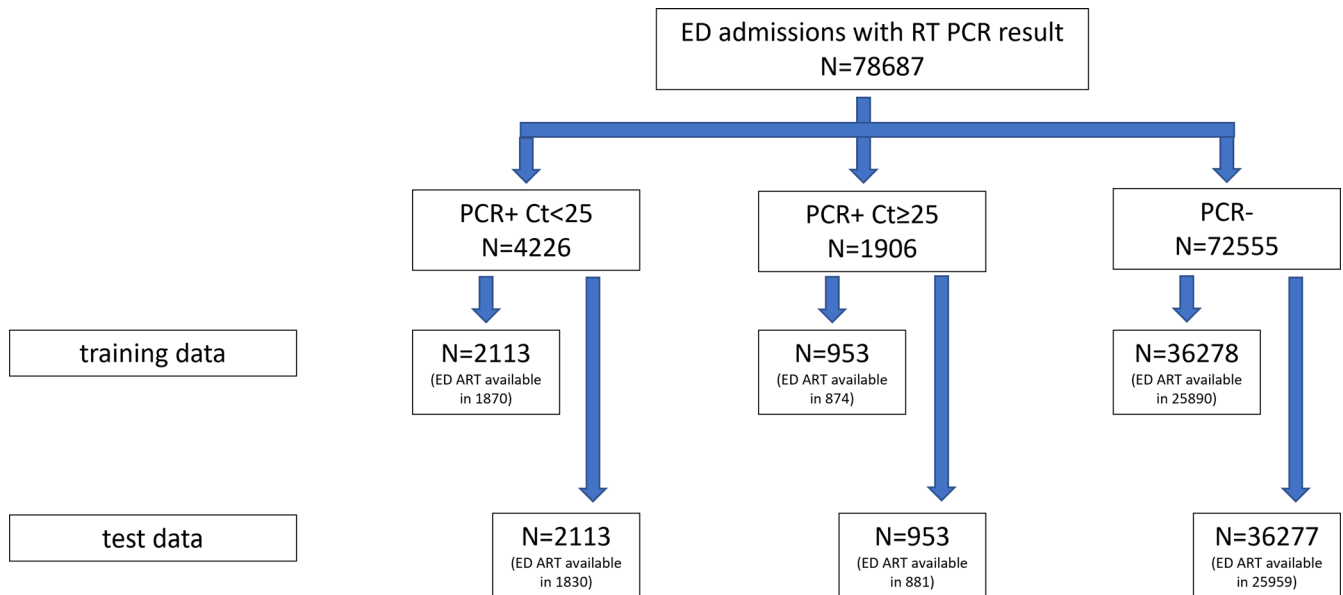 ED admissions with RT PCR result
N=78687
PCR+ Ct<25
N=4226
PCR+ Ct≥25
N=1906
PCR-
N=72555
training data
N=2113
(ED ART available
in 1870)
N=953
(ED ART available
in 874)
N=36278
(ED ART available
in 25890)
test data
N=2113
(ED ART available
in 1830)
N=953
(ED ART available
in 881)
N=36277
(ED ART available
in 25959)